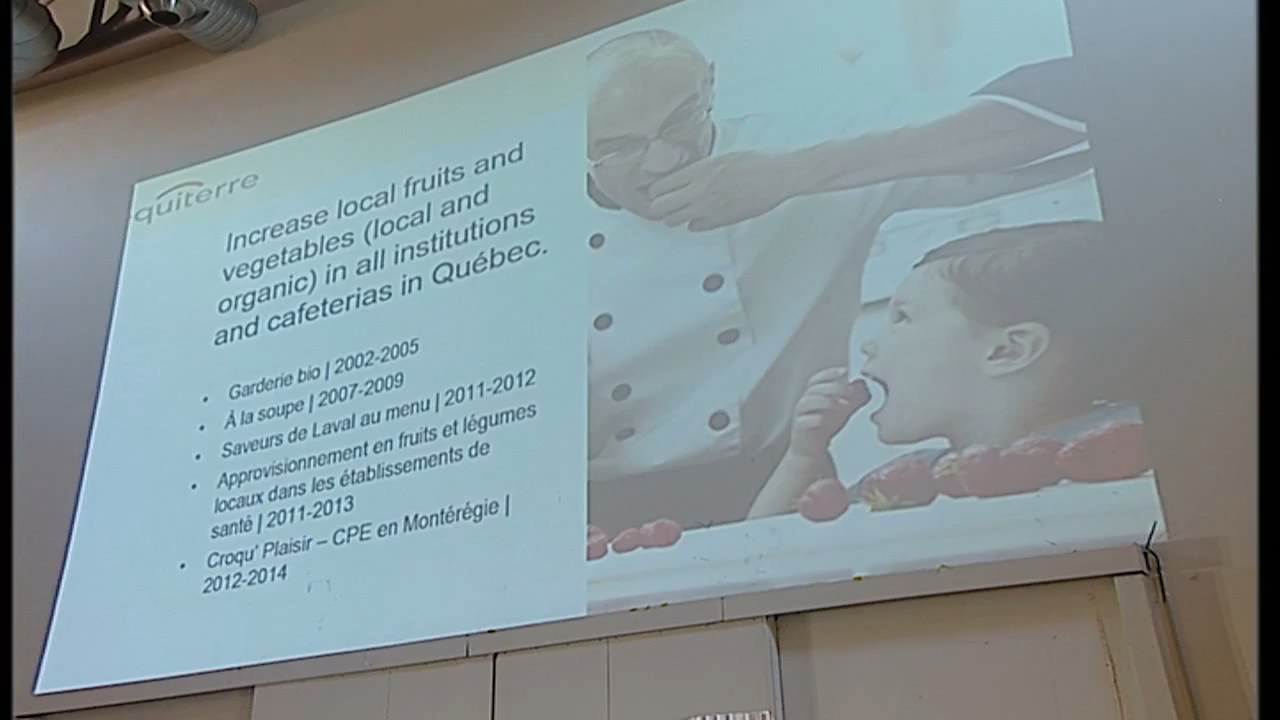 quiterre
Increase local fruits and
vegetables (local and
organic) in all institutions
and cafeterias in Québec.
• Garderie bio | 2002-2005
• À la soupe | 2007-2009
• Saveurs de Laval au menu | 2011-2012
• Approvisionnement en fruits et légumes
locaux dans les établissements de
santé | 2011-2013
• Croqu' Plaisir – CPE en Montérégie |
2012-2014